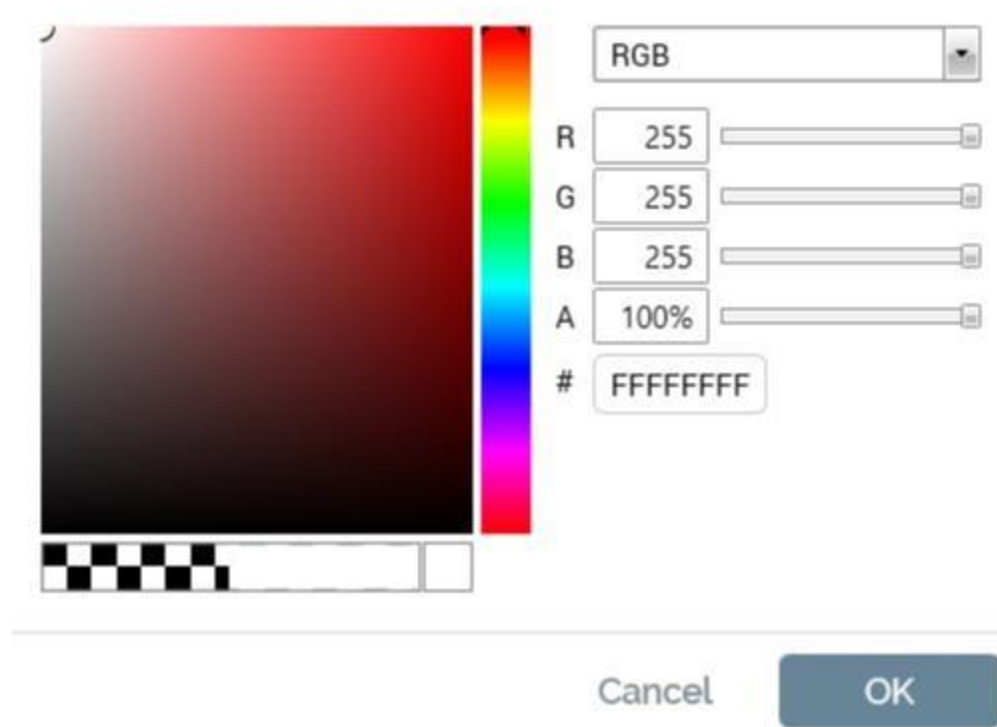 RGB
R 255
G 255
B 255
A 100%
# FFFFFFFF
Cancel OK